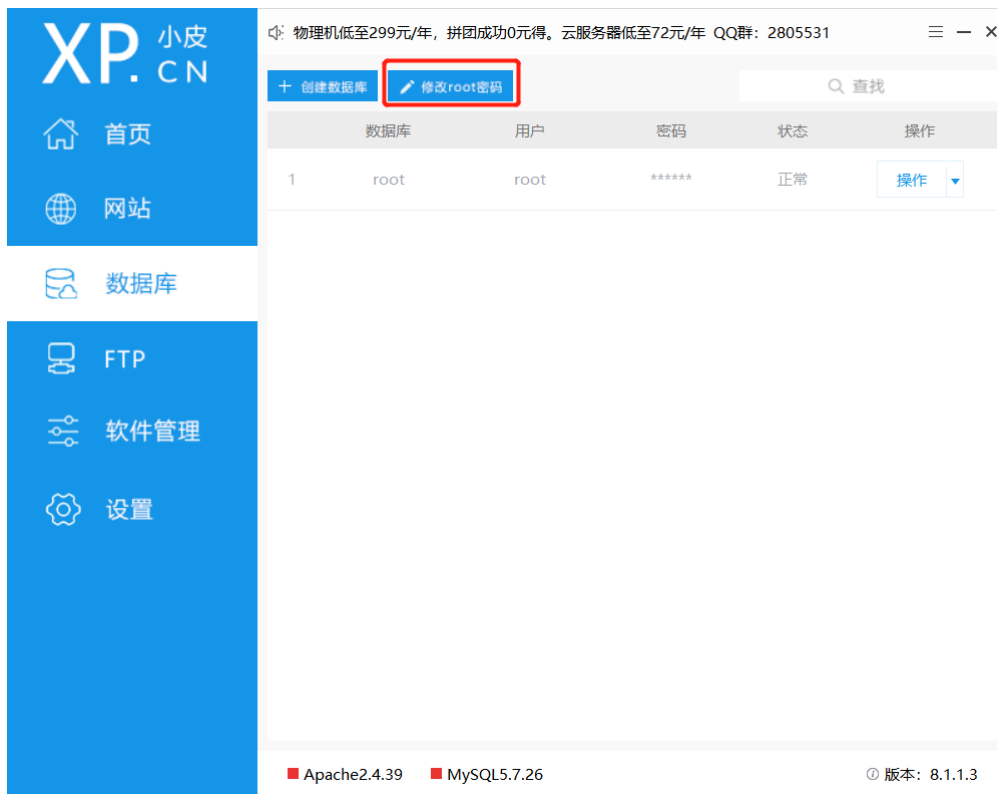 XP.CN 小皮
物理机低至299元/年，拼团成功0元得。云服务器低至72元/年 QQ群：2805531
创建数据库 修改root密码 查找
首页
网站
数据库
FTP
软件管理
设置
数据库 用户 密码 状态 操作
1 root root ****** 正常 操作
Apache2.4.39 MySQL5.7.26 版本：8.1.1.3